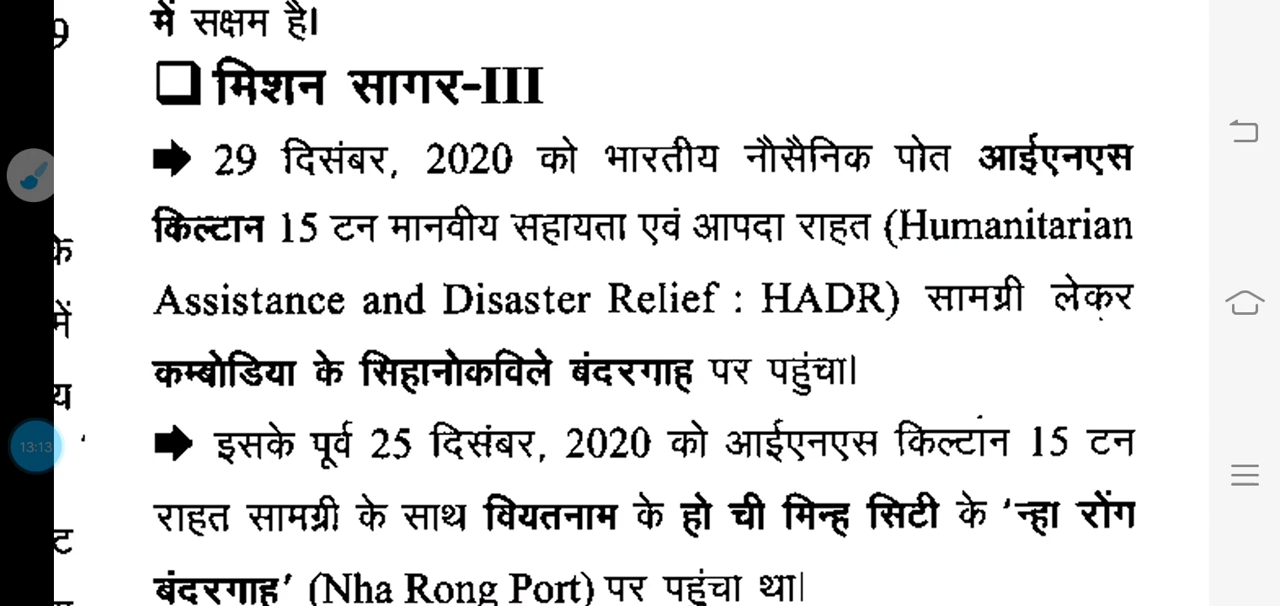 में सक्षम है।
❑ मिशन सागर-III
➡ 29 दिसंबर, 2020 को भारतीय नौसैनिक पोत आईएनएस
किल्टान 15 टन मानवीय सहायता एवं आपदा राहत (Humanitarian
Assistance and Disaster Relief : HADR) सामग्री लेकर
कम्बोडिया के सिहानोकविले बंदरगाह पर पहुंचा।
➡ इसके पूर्व 25 दिसंबर, 2020 को आईएनएस किल्टान 15 टन
राहत सामग्री के साथ वियतनाम के हो ची मिन्ह सिटी के ‘न्हा रोंग
बंदरगाह’ (Nha Rong Port) पर पहुंचा था।
के
में
य
13:13
ट